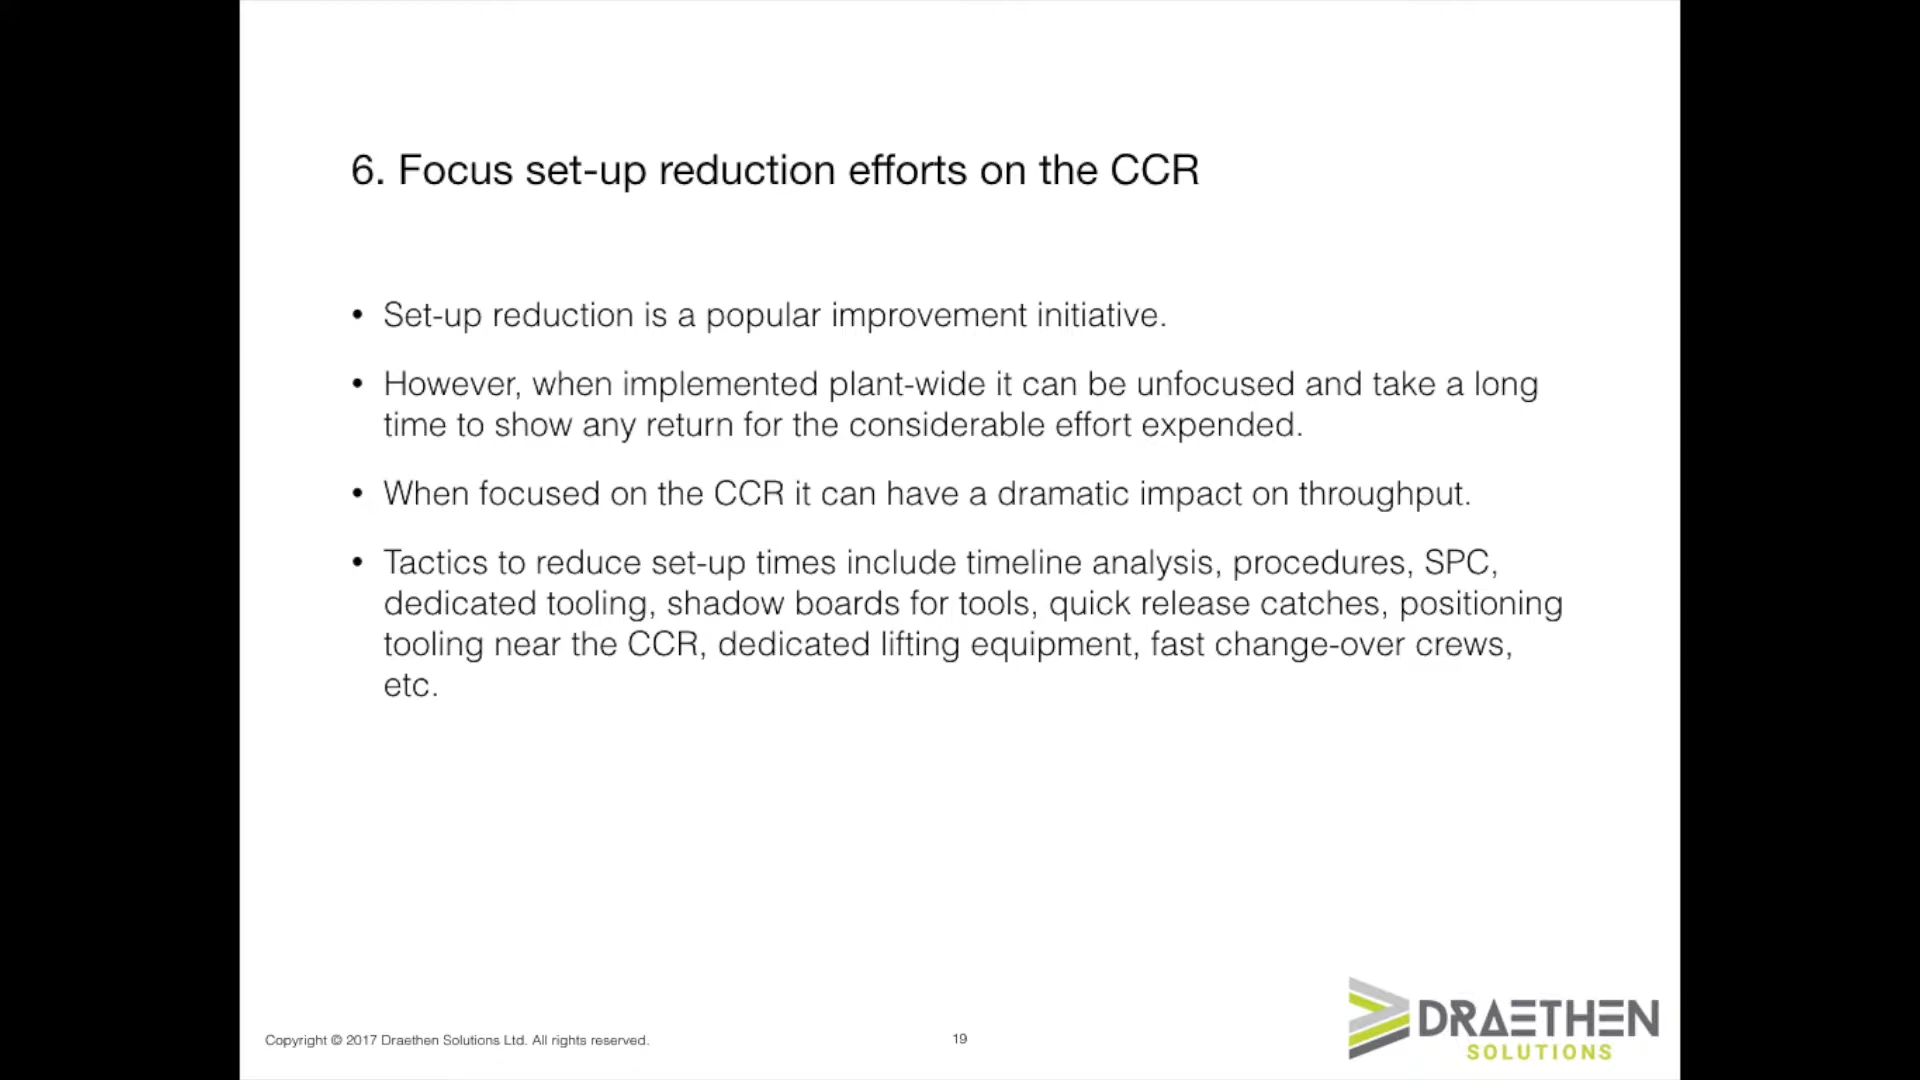 6. Focus set-up reduction efforts on the CCR
• Set-up reduction is a popular improvement initiative.
• However, when implemented plant-wide it can be unfocused and take a long
time to show any return for the considerable effort expended.
• When focused on the CCR it can have a dramatic impact on throughput.
• Tactics to reduce set-up times include timeline analysis, procedures, SPC,
dedicated tooling, shadow boards for tools, quick release catches, positioning
tooling near the CCR, dedicated lifting equipment, fast change-over crews,
etc.
Copyright © 2017 Draethen Solutions Ltd. All rights reserved.
19
DRAETHEN
SOLUTIONS